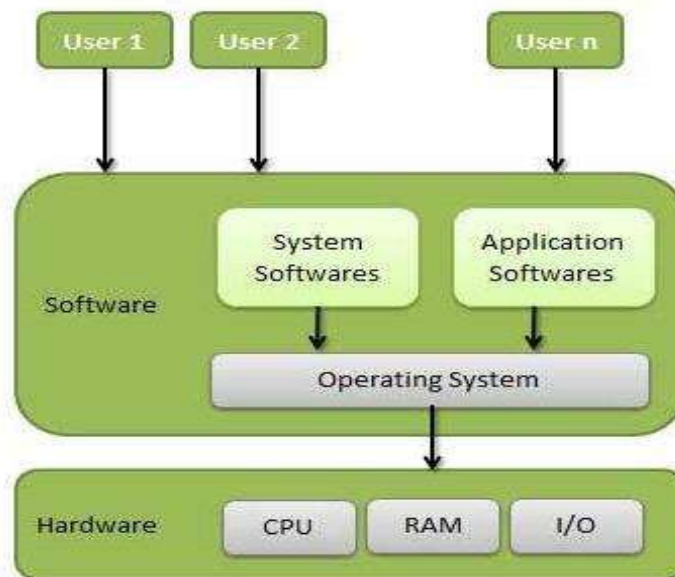 User 1
User 2
User n
System
Softwares
Application
Softwares
Software
Operating System
Hardware
CPU
RAM
I/O